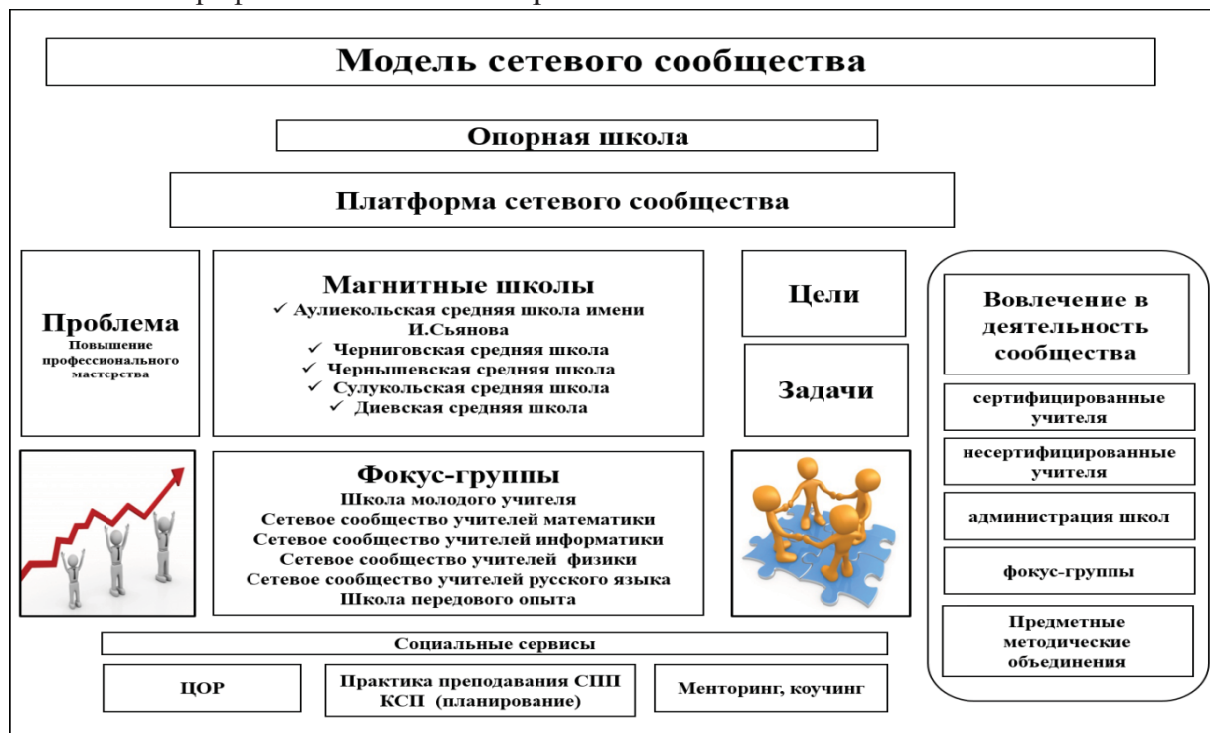 Модель сетевого сообщества
Опорная школа
Платформа сетевого сообщества
Проблема
Повышение
профессионального
мастерства
Магнитные школы
✓ Аулиекольская средняя школа имени
И.Сьянова
✓ Черниговская средняя школа
✓ Чернышевская средняя школа
✓ Сулукольская средняя школа
✓ Диевская средняя школа
Цели
Задачи
Фокус-группы
Школа молодого учителя
Сетевое сообщество учителей математики
Сетевое сообщество учителей информатики
Сетевое сообщество учителей физики
Сетевое сообщество учителей русского языка
Школа передового опыта
Вовлечение в
деятельность
сообщества
сертифицированные
учителя
несертифицированные
учителя
администрация школ
фокус-группы
Предметные
методические
объединения
Социальные сервисы
ЦОР
Практика преподавания СПП
КСП (планирование)
Менторинг, коучинг